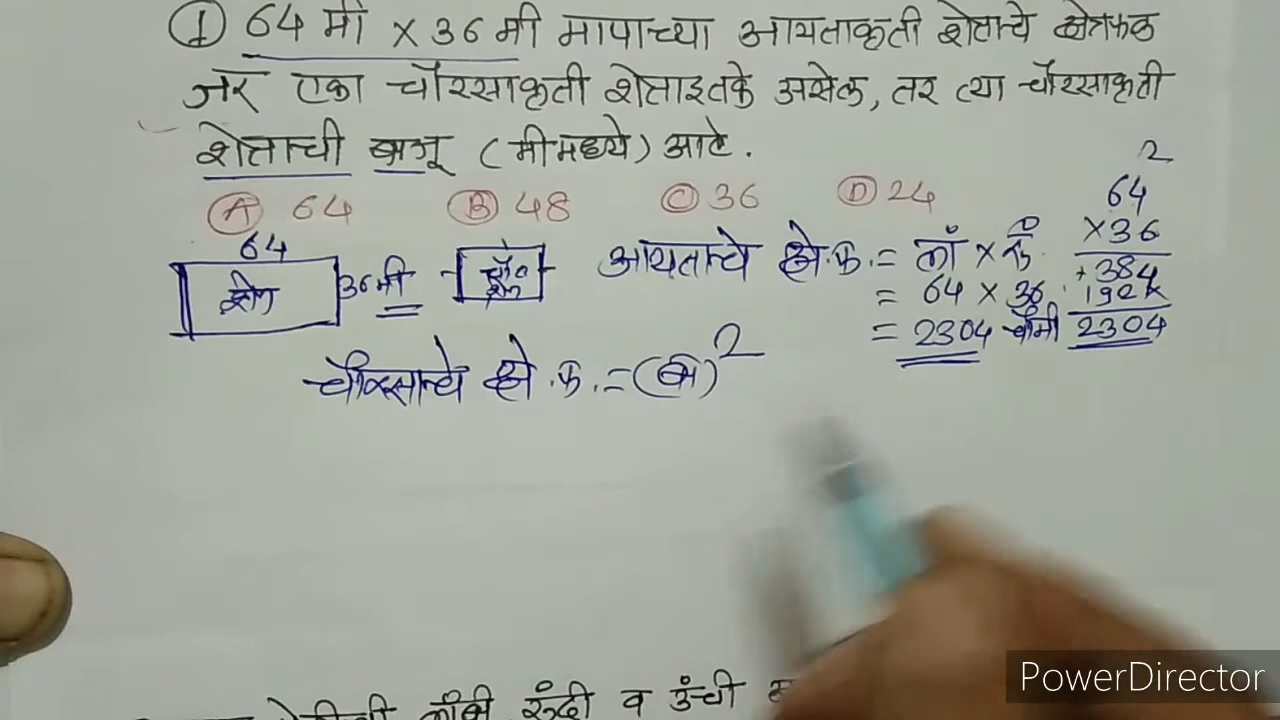 ① 64 मी × 36 मी मापाच्या आयताकृती शेताचे क्षेत्रफळ
जर एका चौरसाकृती शेताइतके असेल, तर त्या चौरसाकृती
शेताची बाजू (मीमध्ये) आहे.
Ⓐ 64 Ⓑ 48 Ⓒ 36 Ⓓ 24
64
शेत 36मी
आयताचे क्षे.फ. = लां × रुं
= 64 × 36
= 2304 चौमी
2
64
×36
+384
192×
2304
चौरसाचे क्षे.फ. = (बा)²
लांबी रुंदी व उंची
PowerDirector